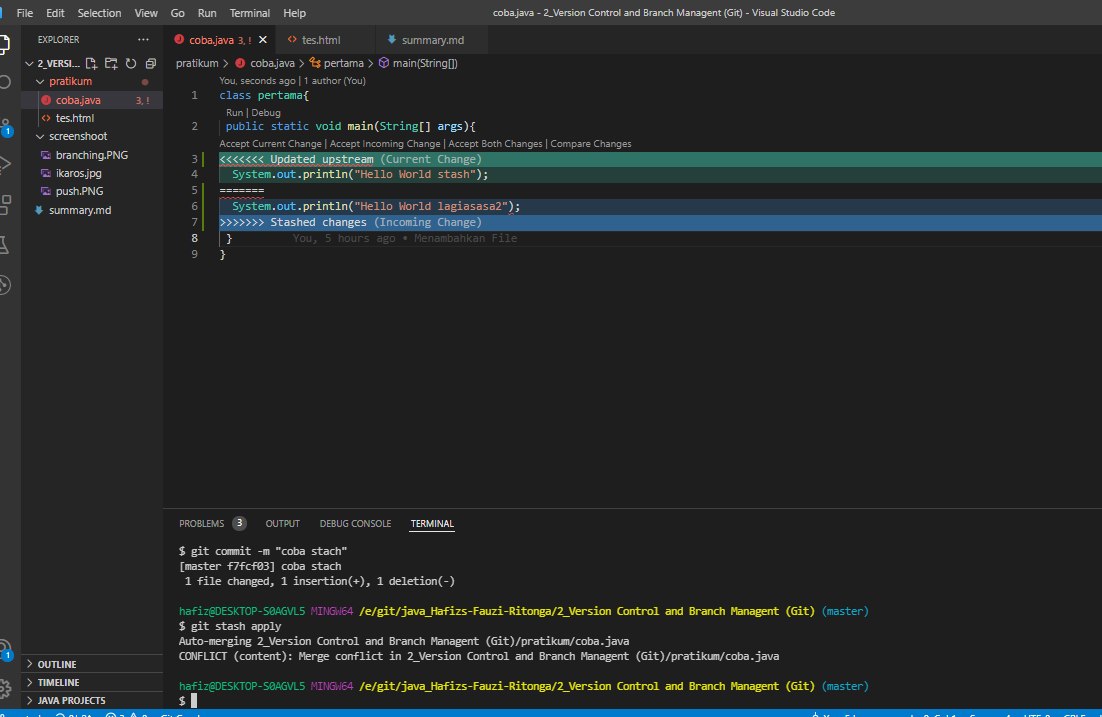 File Edit Selection View Go Run Terminal Help
coba.java - 2_Version Control and Branch Managent (Git) - Visual Studio Code
EXPLORER ...
2_VERSI...
pratikum
coba.java 3, !
tes.html
screenshoot
branching.PNG
ikaros.jpg
push.PNG
summary.md
OUTLINE
TIMELINE
JAVA PROJECTS
1
1
coba.java 3, ! tes.html summary.md
pratikum > coba.java > pertama > main(String[])
You, seconds ago | 1 author (You)
1 class pertama{
Run | Debug
2 public static void main(String[] args){
Accept Current Change | Accept Incoming Change | Accept Both Changes | Compare Changes
3 <<<<<<< Updated upstream (Current Change)
4 System.out.println("Hello World stash");
5 =======
6 System.out.println("Hello World lagiasasa2");
7 >>>>>>> Stashed changes (Incoming Change)
8 } You, 5 hours ago • Menambahkan File
9 }
PROBLEMS 3 OUTPUT DEBUG CONSOLE TERMINAL
$ git commit -m "coba stach"
[master f7fcf03] coba stach
1 file changed, 1 insertion(+), 1 deletion(-)
hafiz@DESKTOP-S0AGVL5 MINGW64 /e/git/java_Hafizs-Fauzi-Ritonga/2_Version Control and Branch Managent (Git) (master)
$ git stash apply
Auto-merging 2_Version Control and Branch Managent (Git)/pratikum/coba.java
CONFLICT (content): Merge conflict in 2_Version Control and Branch Managent (Git)/pratikum/coba.java
hafiz@DESKTOP-S0AGVL5 MINGW64 /e/git/java_Hafizs-Fauzi-Ritonga/2_Version Control and Branch Managent (Git) (master)
$